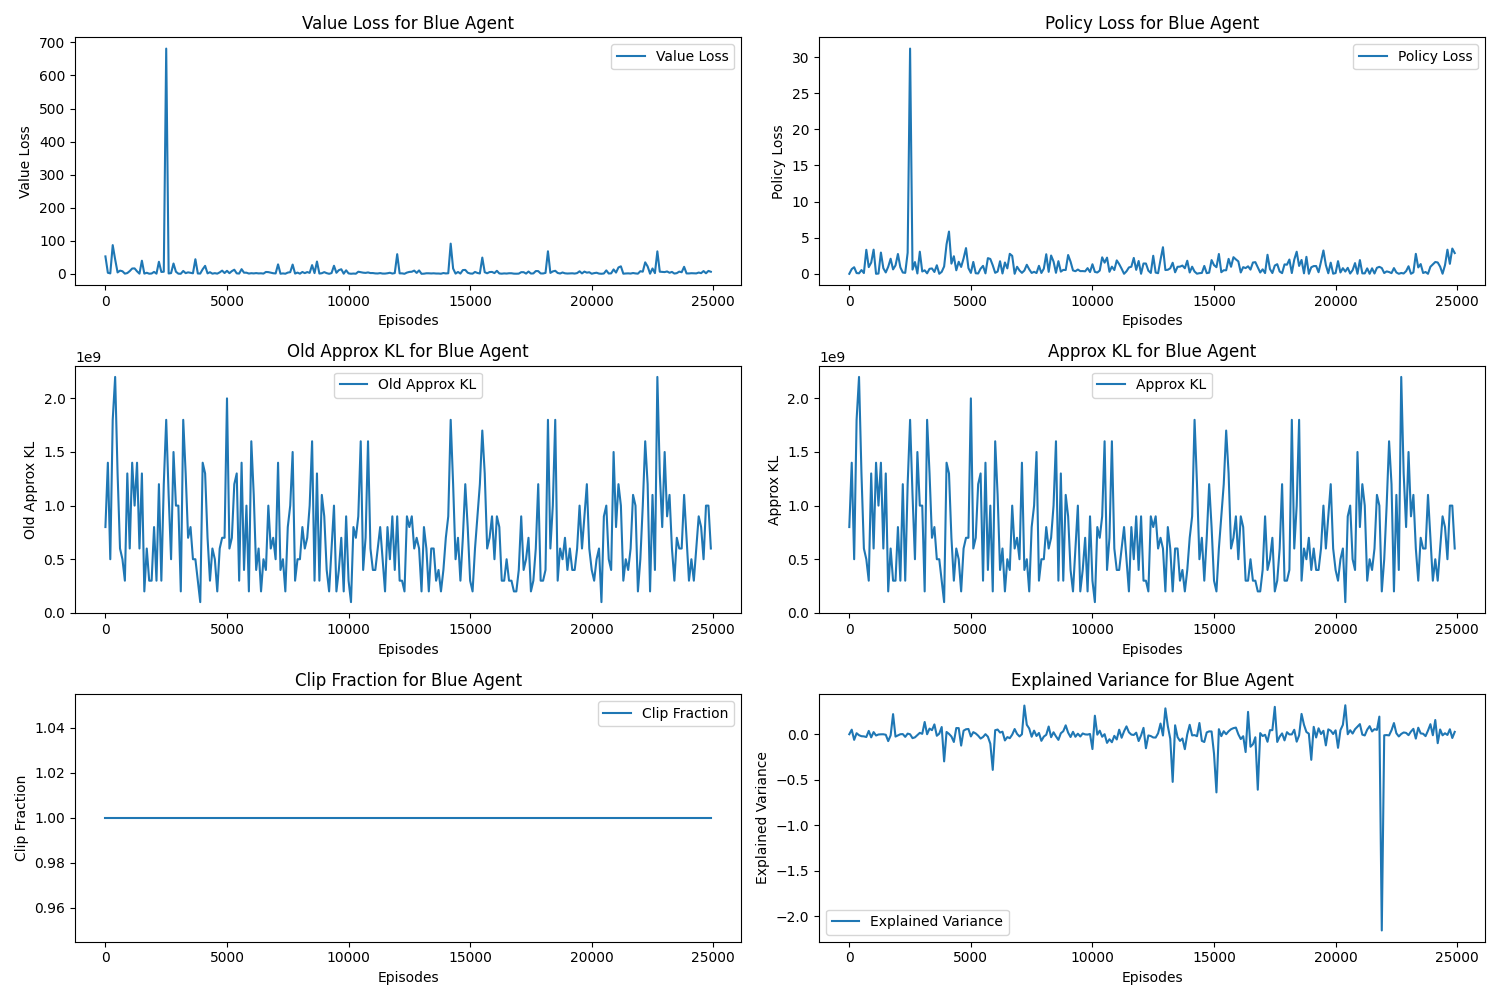 Value Loss for Blue Agent
Value Loss
700
600
500
400
300
200
100
0
Value Loss
0 5000 10000 15000 20000 25000
Episodes
Policy Loss for Blue Agent
Policy Loss
30
25
20
15
10
5
0
Policy Loss
0 5000 10000 15000 20000 25000
Episodes
Old Approx KL for Blue Agent
1e9
Old Approx KL
2.0
1.5
1.0
0.5
0.0
Old Approx KL
0 5000 10000 15000 20000 25000
Episodes
Approx KL for Blue Agent
1e9
Approx KL
2.0
1.5
1.0
0.5
0.0
Approx KL
0 5000 10000 15000 20000 25000
Episodes
Clip Fraction for Blue Agent
Clip Fraction
1.04
1.02
1.00
0.98
0.96
Clip Fraction
0 5000 10000 15000 20000 25000
Episodes
Explained Variance for Blue Agent
0.0
−0.5
−1.0
−1.5
−2.0
Explained Variance
Explained Variance
0 5000 10000 15000 20000 25000
Episodes